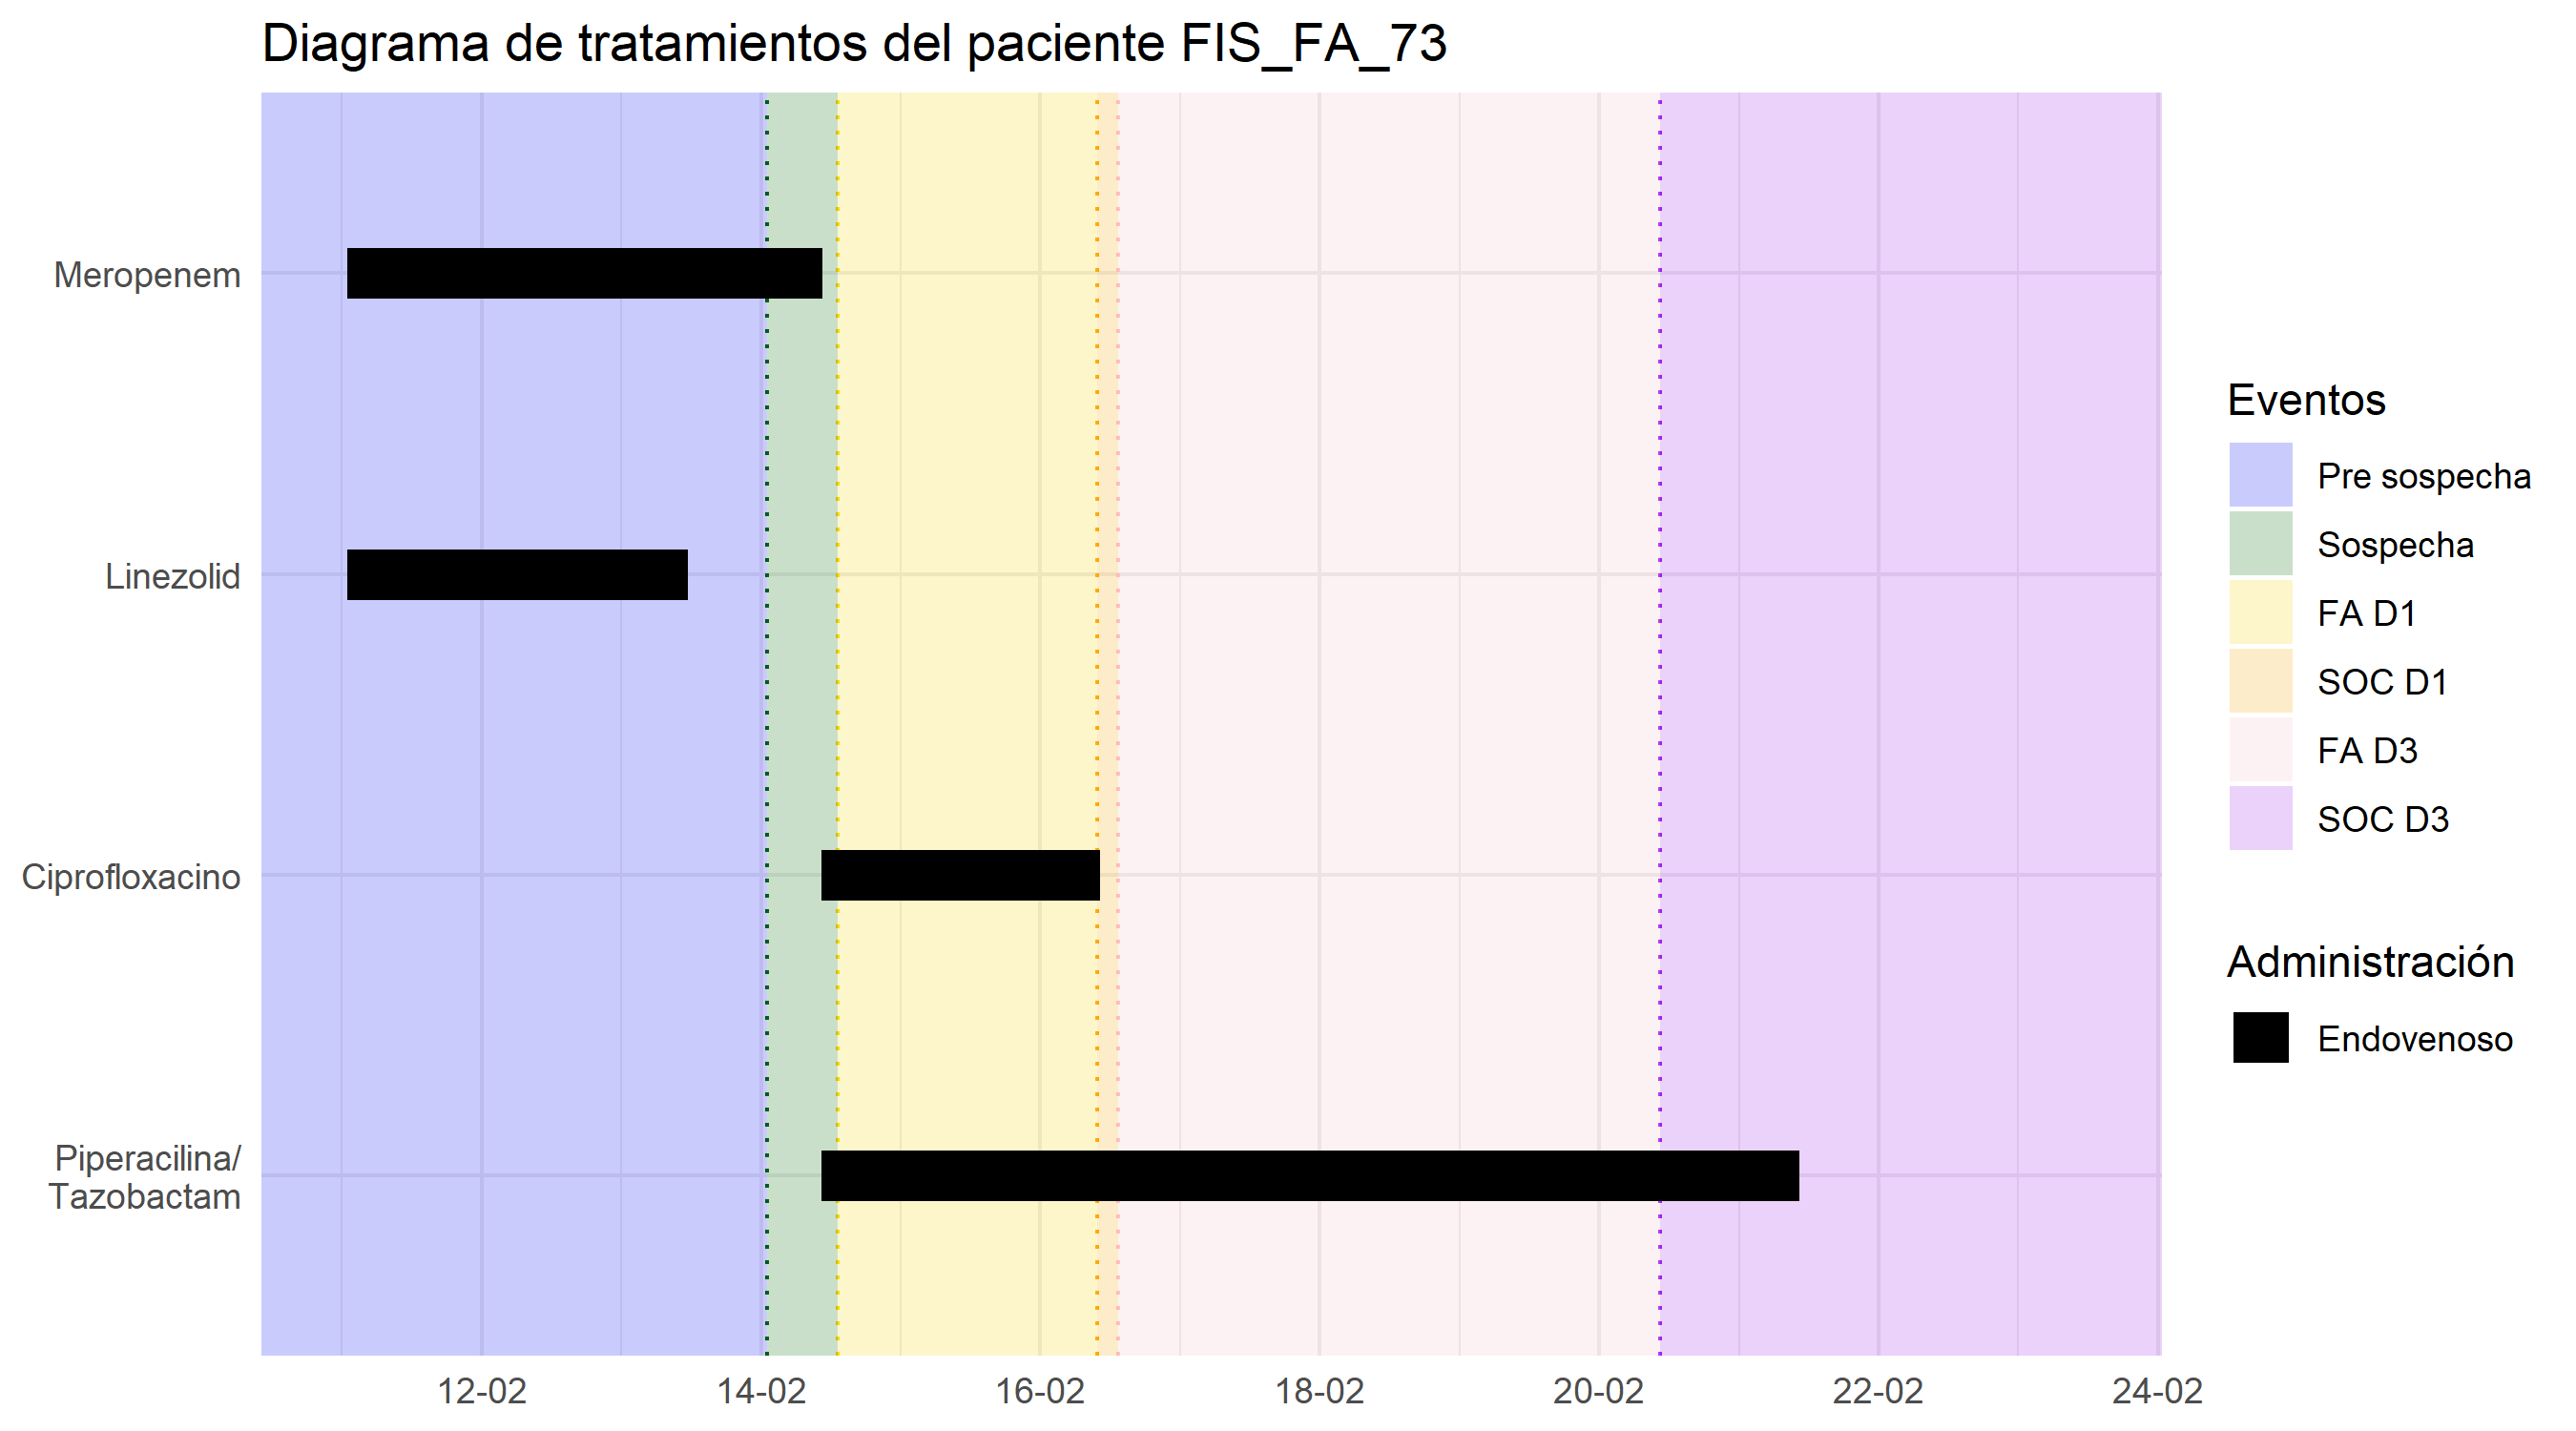 Diagrama de tratamientos del paciente FIS_FA_73
Meropenem
Linezolid
Ciprofloxacino
Piperacilina/
Tazobactam
12-02
14-02
16-02
18-02
20-02
22-02
24-02
Eventos
Pre sospecha
Sospecha
FA D1
SOC D1
FA D3
SOC D3
Administración
Endovenoso